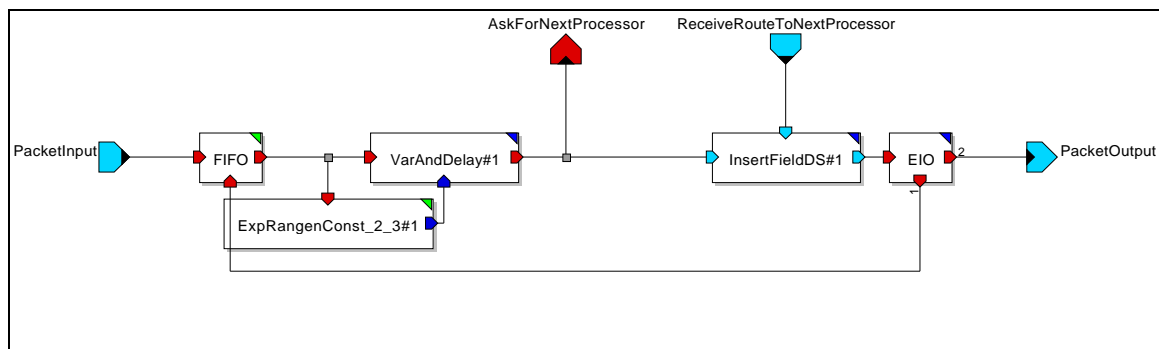 AskForNextProcessor
ReceiveRouteToNextProcessor
PacketInput
FIFO
VarAndDelay#1
InsertFieldDS#1
EIO
2
PacketOutput
1
ExpRangenConst_2_3#1